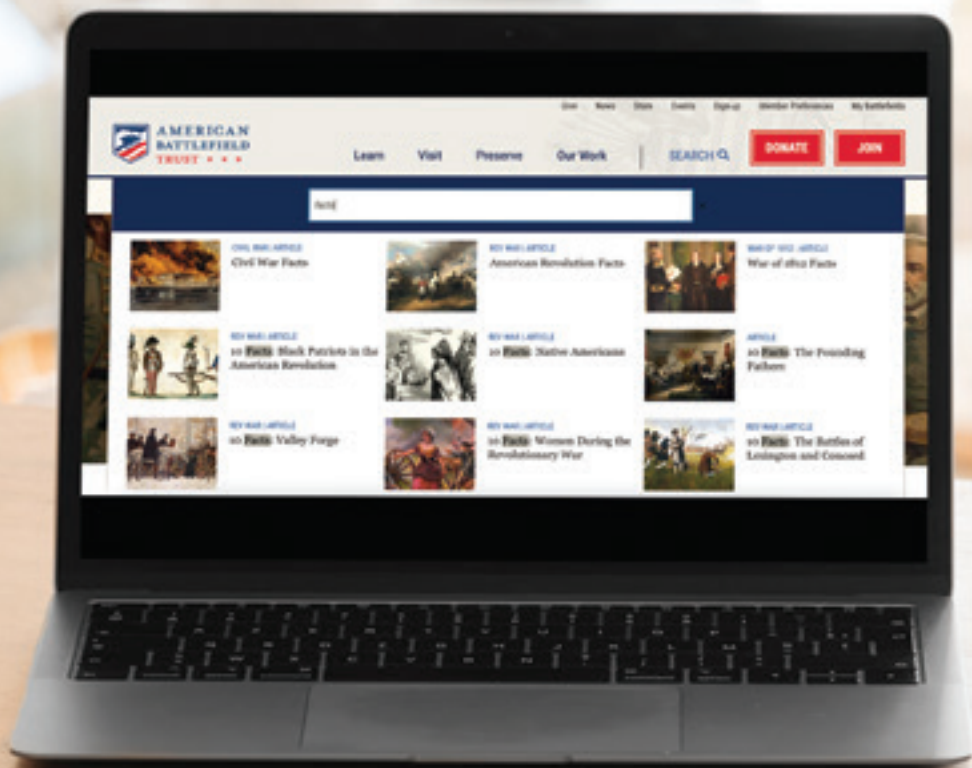 Give News Store Events Sign-up Member Preferences My Battlefields
AMERICAN
BATTLEFIELD
TRUST
Learn Visit Preserve Our Work SEARCH DONATE JOIN
facts
CIVIL WAR | ARTICLE
Civil War Facts
REV WAR | ARTICLE
American Revolution Facts
WAR OF 1812 | ARTICLE
War of 1812 Facts
REV WAR | ARTICLE
10 Facts: Black Patriots in the
American Revolution
REV WAR | ARTICLE
10 Facts: Native Americans
ARTICLE
10 Facts: The Founding
Fathers
REV WAR | ARTICLE
10 Facts: Valley Forge
REV WAR | ARTICLE
10 Facts: Women During the
Revolutionary War
REV WAR | ARTICLE
10 Facts: The Battles of
Lexington and Concord